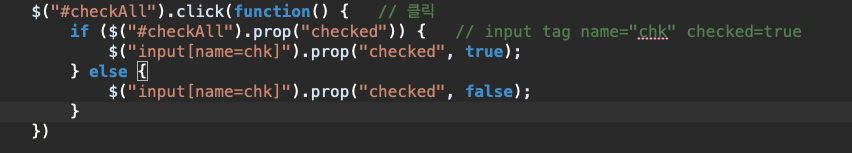 $("#checkAll").click(function() {   // 클릭
    if ($("#checkAll").prop("checked")) {   // input tag name="chk" checked=true
        $("input[name=chk]").prop("checked", true);
    } else {
        $("input[name=chk]").prop("checked", false);
    }
})